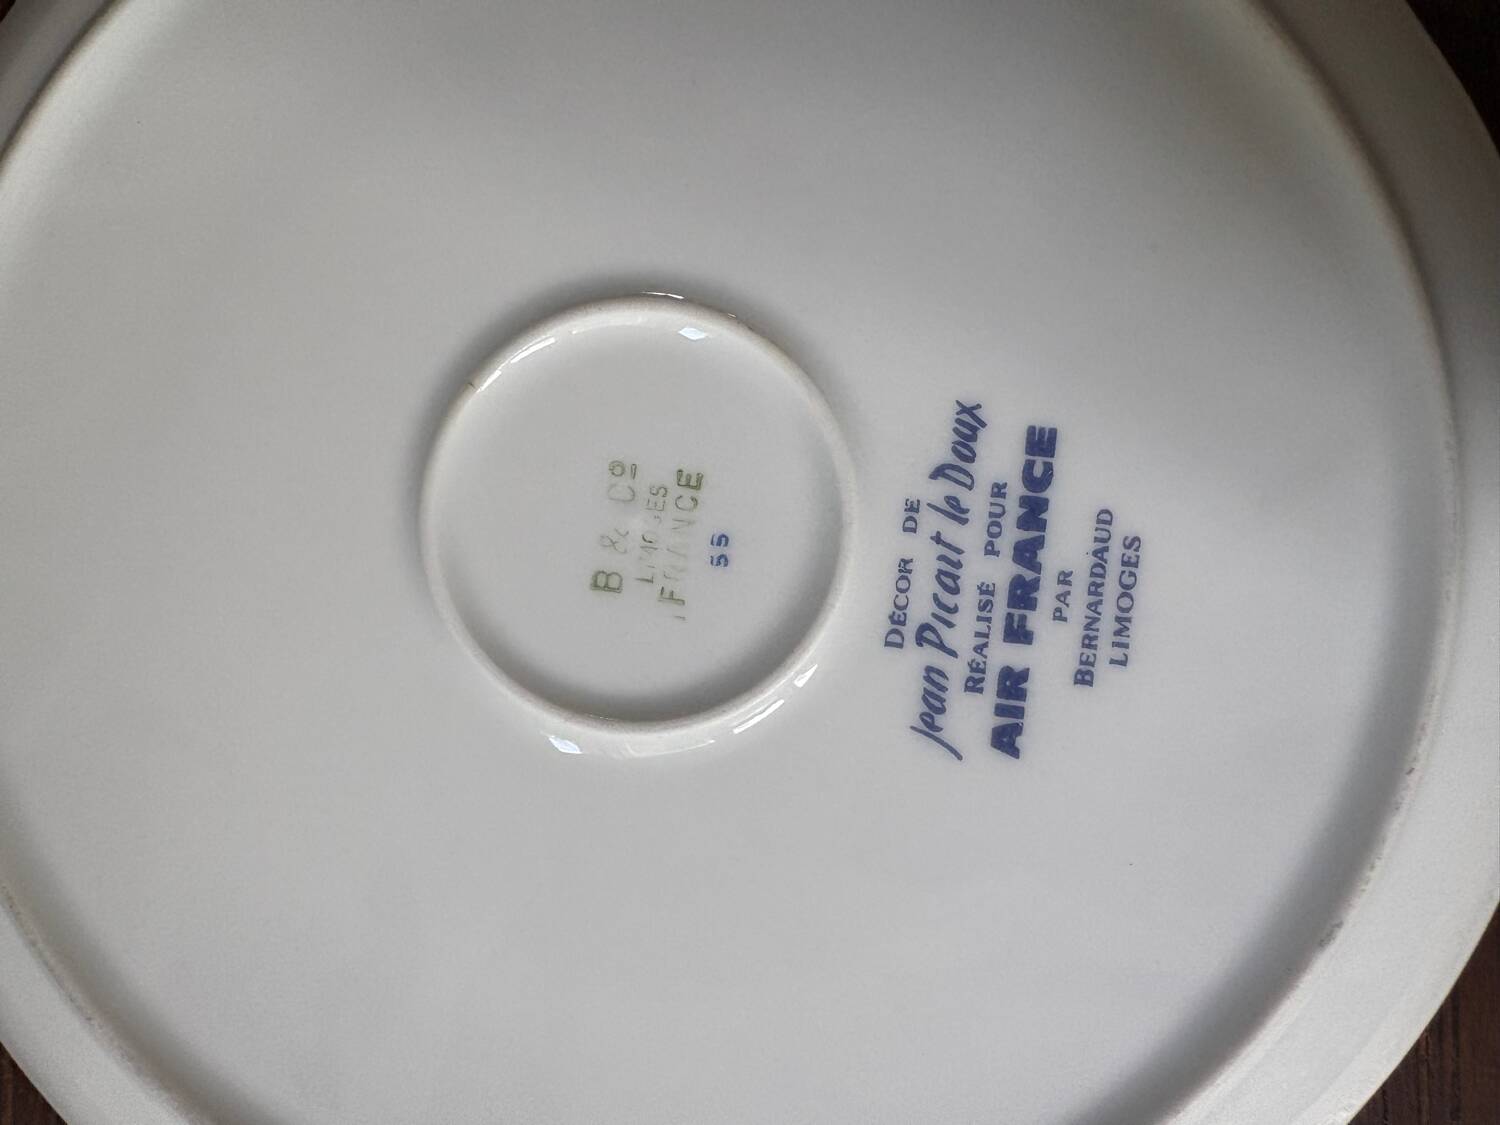 B & Cº
LIMOGES
FRANCE
55
DÉCOR DE
Jean Picart le Doux
RÉALISÉ POUR
AIR FRANCE
PAR
BERNARDAUD
LIMOGES